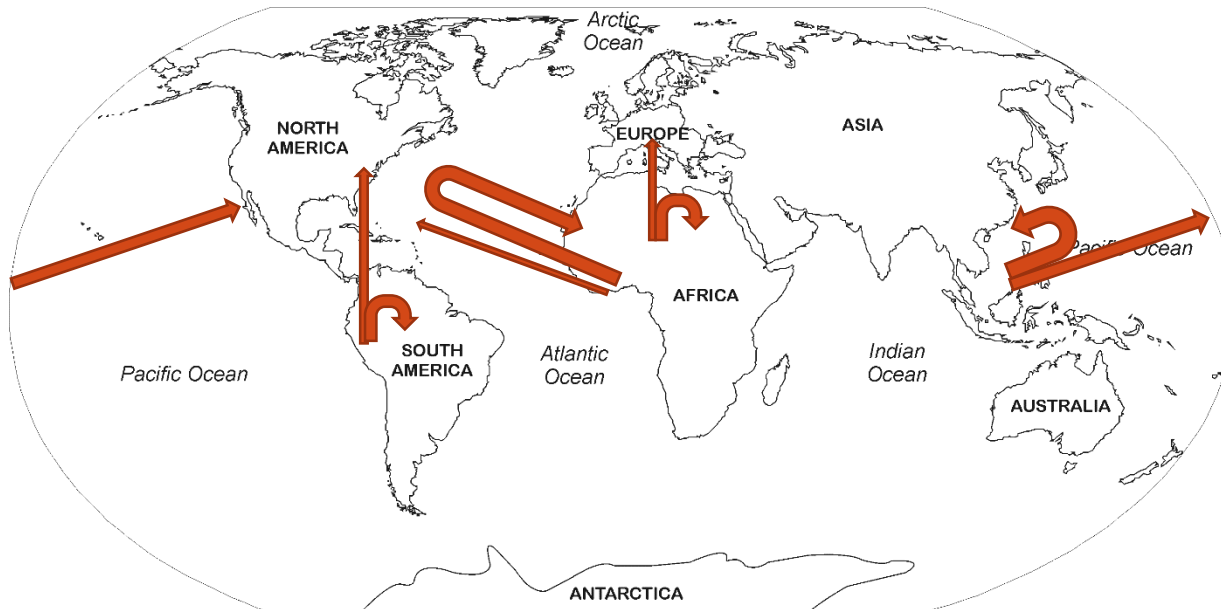 Arctic
Ocean
NORTH
AMERICA
EUROPE
ASIA
Pacific Ocean
AFRICA
SOUTH
AMERICA
Atlantic
Ocean
Indian
Ocean
Pacific Ocean
AUSTRALIA
ANTARCTICA